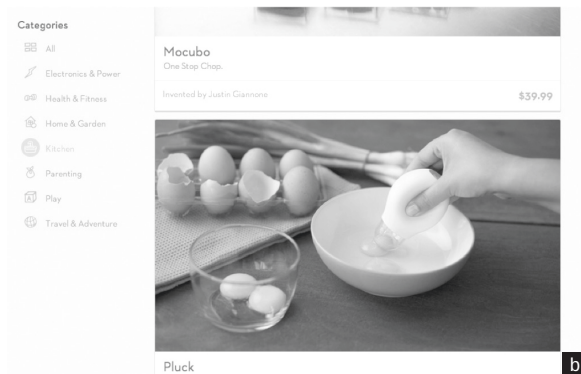 Categories
All
Electronics & Power
Health & Fitness
Home & Garden
Kitchen
Parenting
Play
Travel & Adventure
Mocubo
One Stop Chop.
Invented by Justin Giannone
$39.99
Pluck
b